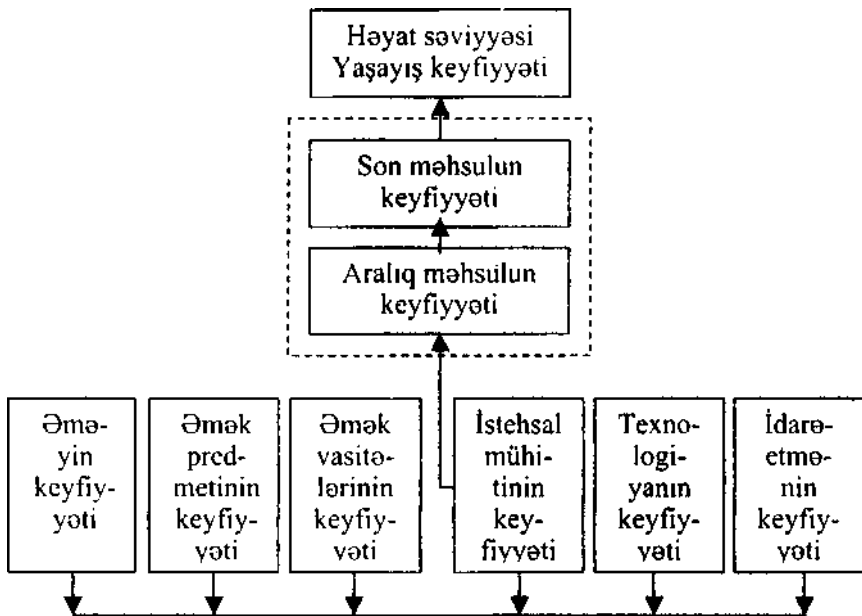 Həyat səviyyəsi
Yaşayış keyfiyyəti
Son məhsulun
keyfiyyəti
Aralıq məhsulun
keyfiyyəti
Əmə-
yin
keyfiy-
yəti
Əmək
pred-
metinin
keyfiy-
yəti
Əmək
vasitə-
lərinin
keyfiy-
yəti
İstehsal
mühi-
tinin
key-
fiyyəti
Texno-
logi-
yanın
keyfiy-
yəti
İdarə-
etmə-
nin
keyfiy-
yəti